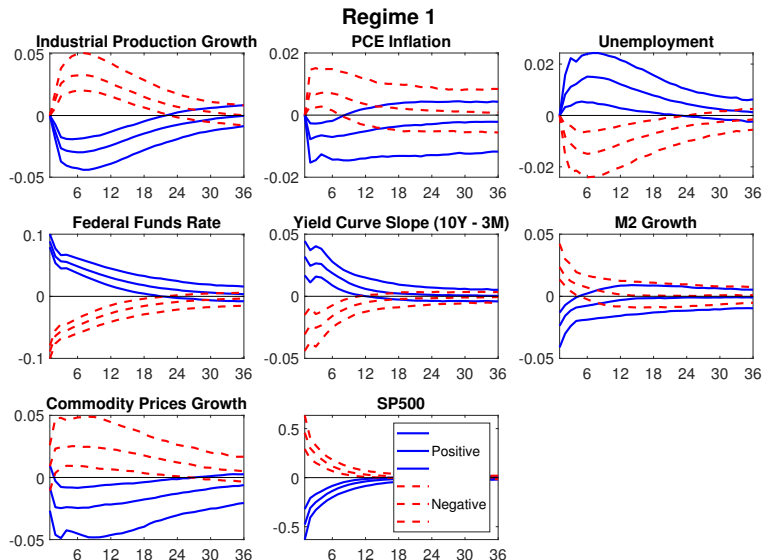 Regime 1
Industrial Production Growth
0.05
0
-0.05
6 12 18 24 30 36
PCE Inflation
0.02
0
-0.02
6 12 18 24 30 36
Unemployment
0.02
0
-0.02
6 12 18 24 30 36
Federal Funds Rate
0.1
0
-0.1
6 12 18 24 30 36
Yield Curve Slope (10Y - 3M)
0.05
0
-0.05
6 12 18 24 30 36
M2 Growth
0.05
0
-0.05
6 12 18 24 30 36
Commodity Prices Growth
0.05
0
-0.05
6 12 18 24 30 36
SP500
0.5
0
-0.5
6 12 18 24 30 36
Positive
Negative